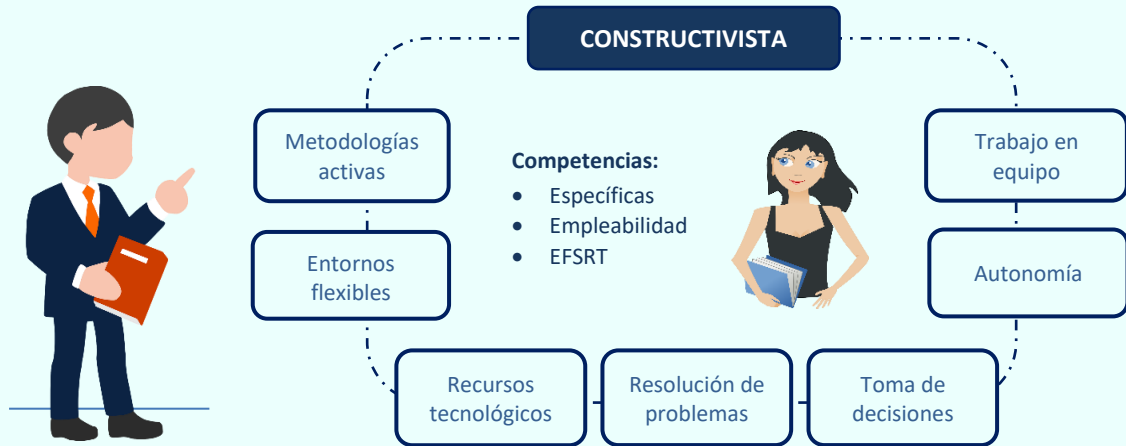 CONSTRUCTIVISTA
Metodologías
activas
Competencias:
• Específicas
• Empleabilidad
• EFSRT
Trabajo en
equipo
Entornos
flexibles
Autonomía
Recursos
tecnológicos
Resolución de
problemas
Toma de
decisiones